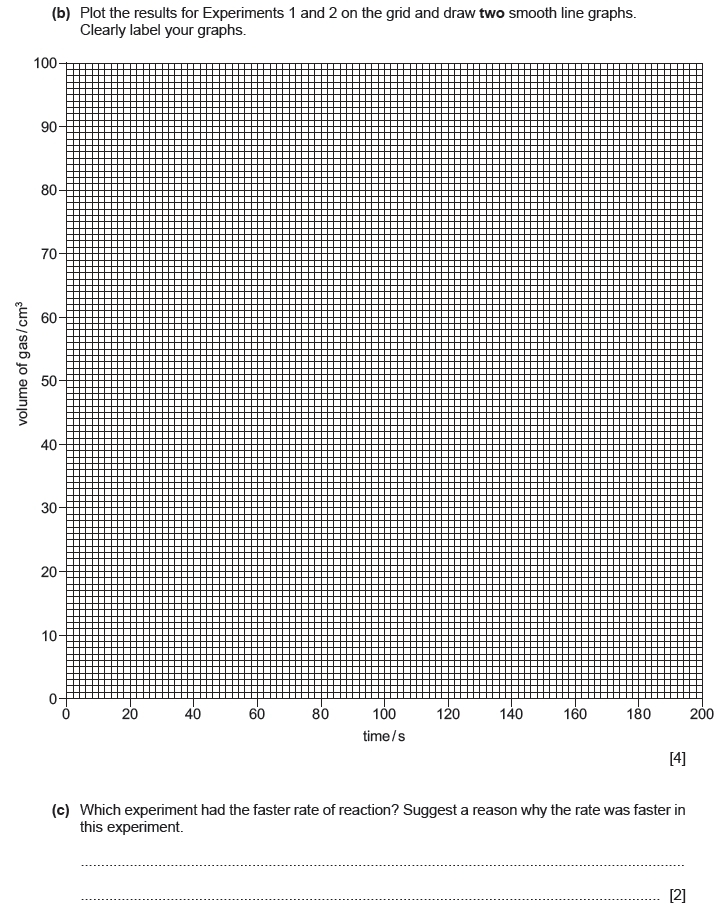 (b) Plot the results for Experiments 1 and 2 on the grid and draw two smooth line graphs.
Clearly label your graphs.
100
90
80
70
60
50
40
30
20
10
0
volume of gas / cm³
0 20 40 60 80 100 120 140 160 180 200
time / s
[4]
(c) Which experiment had the faster rate of reaction? Suggest a reason why the rate was faster in
this experiment.
[2]